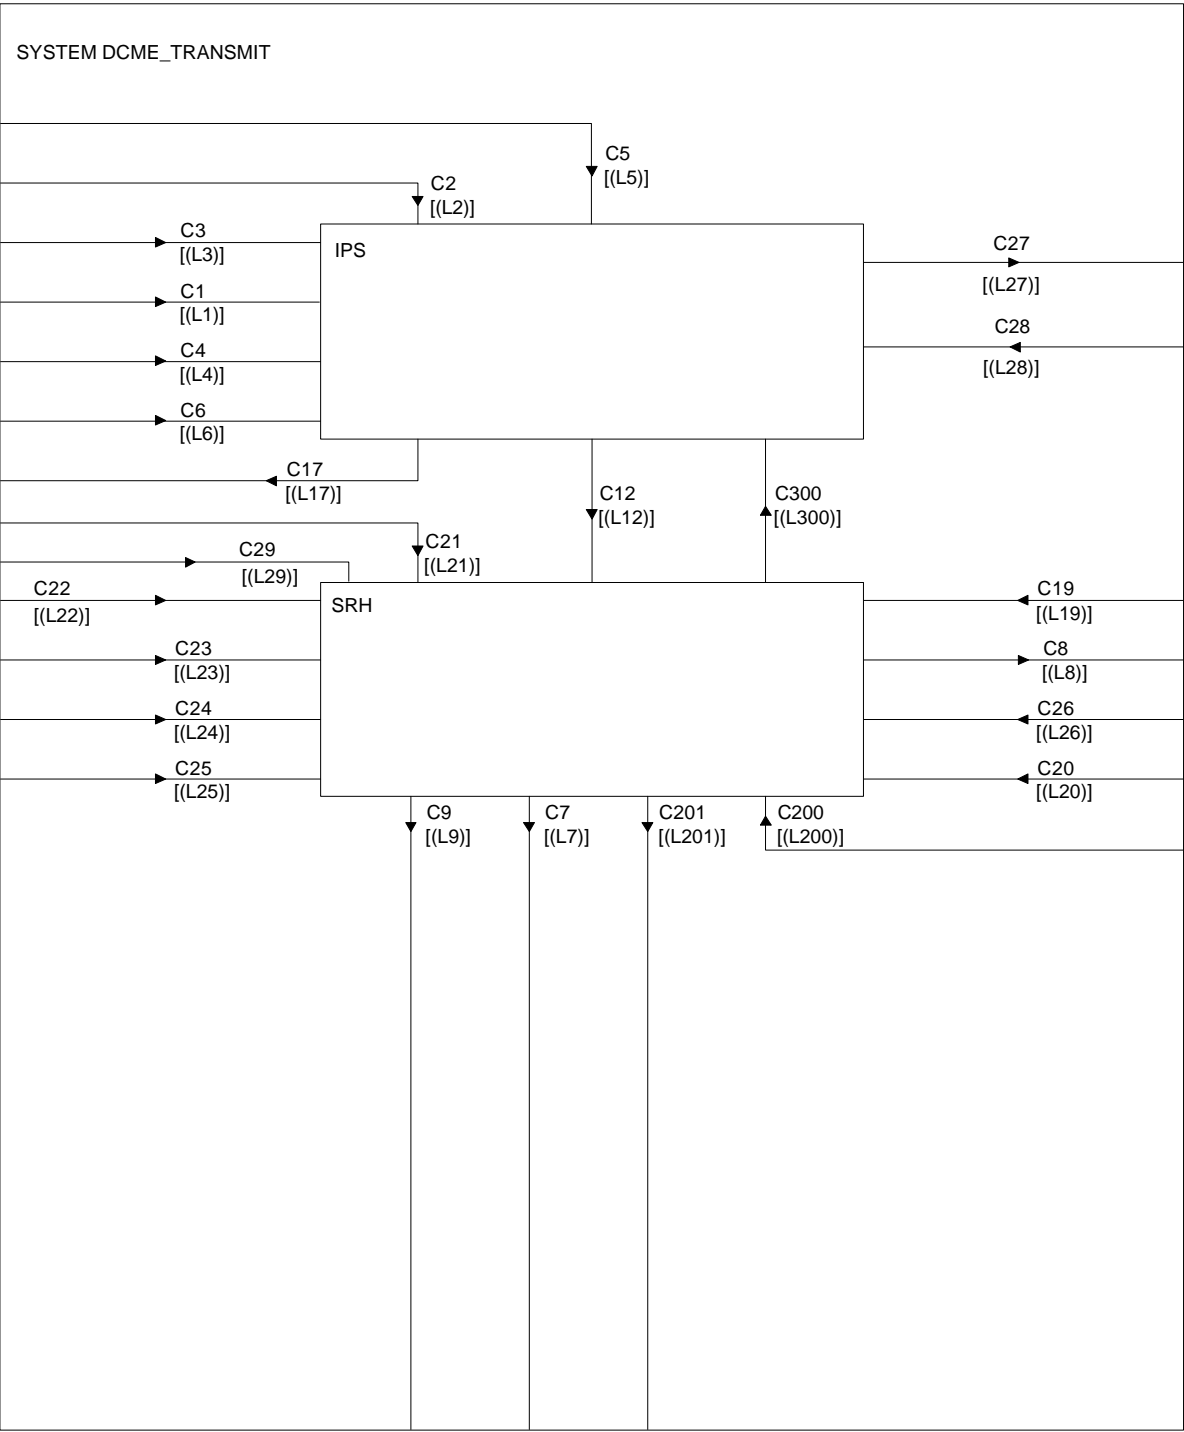 SYSTEM DCME_TRANSMIT
C5
[(L5)]
C2
[(L2)]
C3
[(L3)]
IPS
C27
[(L27)]
C1
[(L1)]
C28
[(L28)]
C4
[(L4)]
C6
[(L6)]
C17
[(L17)]
C12
[(L12)]
C300
[(L300)]
C21
[(L21)]
C29
[(L29)]
C22
[(L22)]
SRH
C19
[(L19)]
C23
[(L23)]
C8
[(L8)]
C24
[(L24)]
C26
[(L26)]
C25
[(L25)]
C20
[(L20)]
C9
[(L9)]
C7
[(L7)]
C201
[(L201)]
C200
[(L200)]